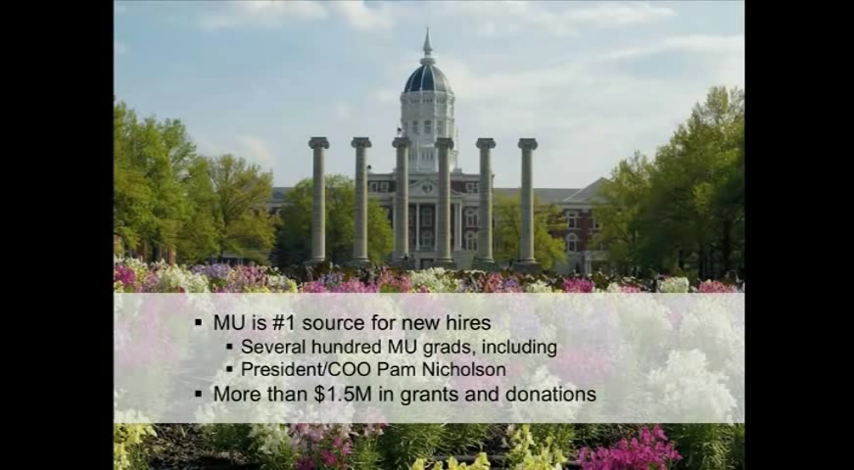 ▪ MU is #1 source for new hires
▪ Several hundred MU grads, including
▪ President/COO Pam Nicholson
▪ More than $1.5M in grants and donations